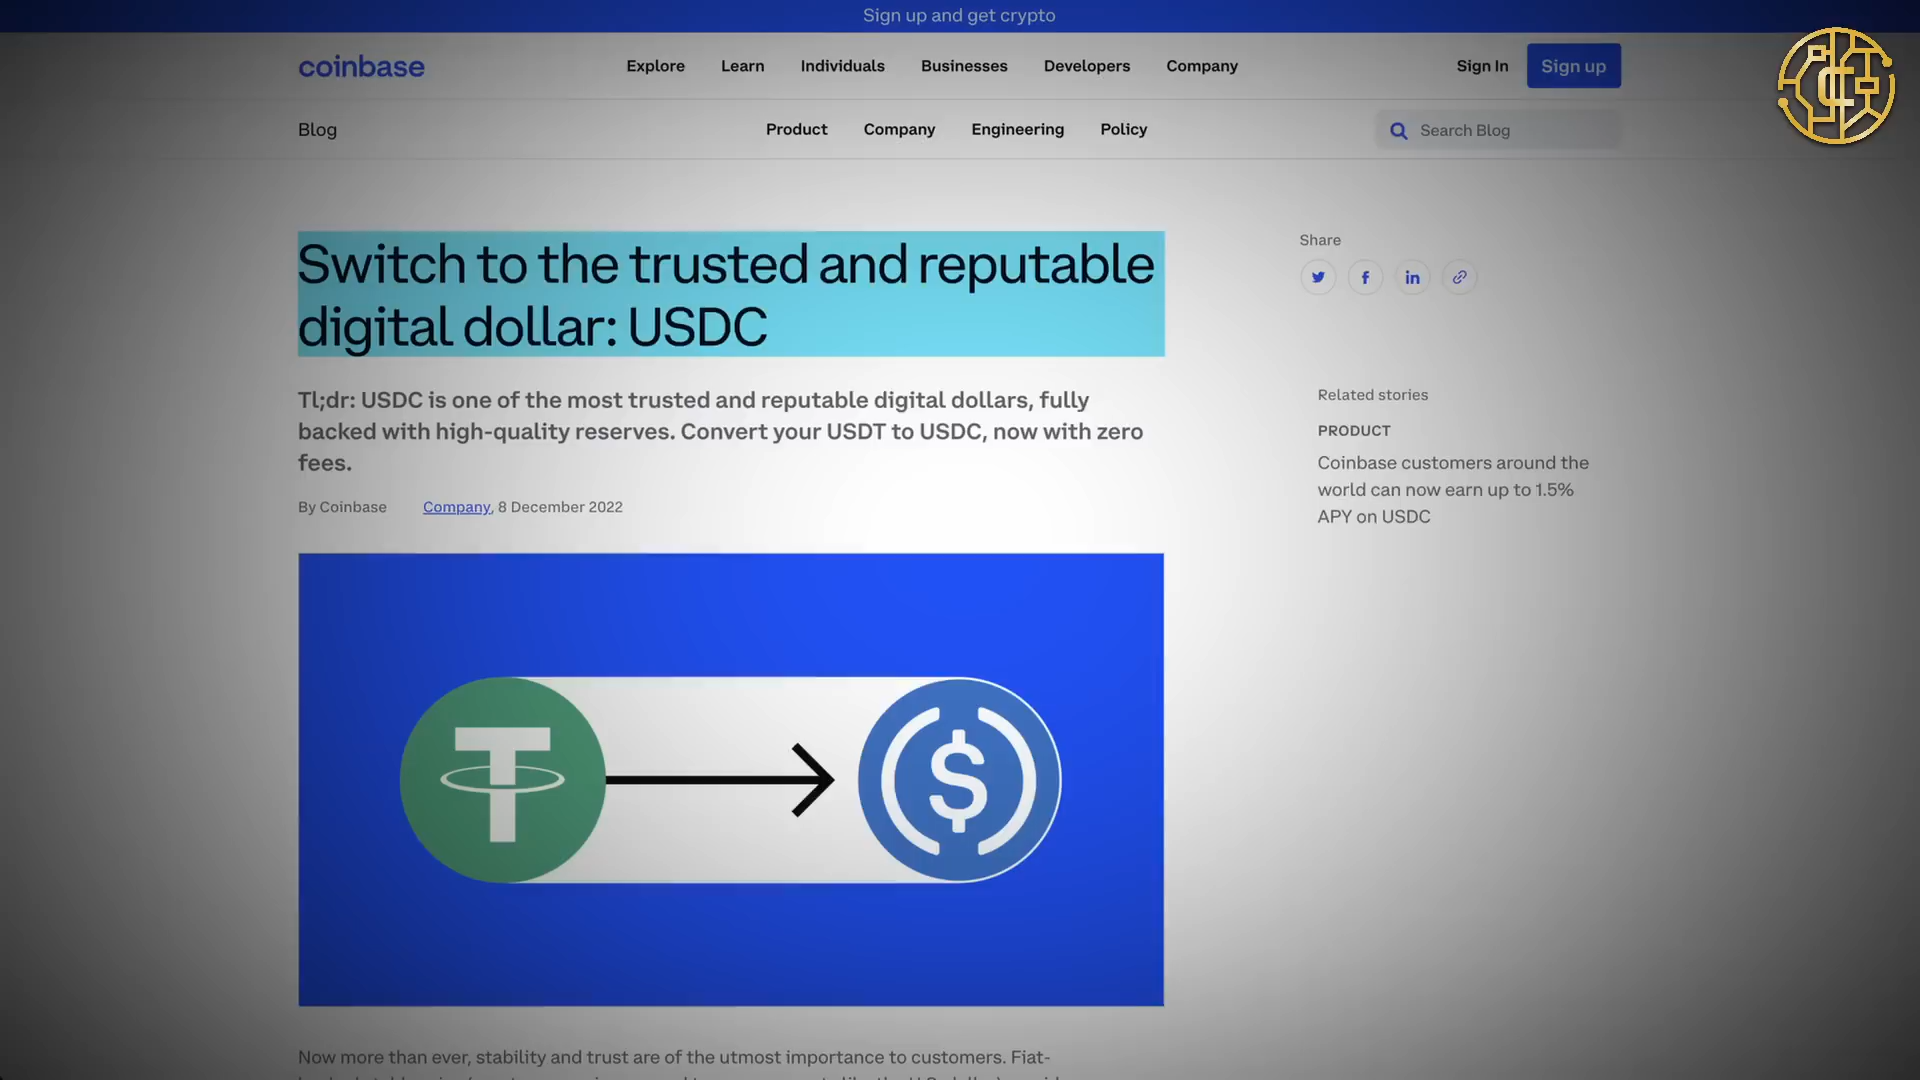 Sign up and get crypto
coinbase
Explore
Learn
Individuals
Businesses
Developers
Company
Sign In
Sign up
Blog
Product
Company
Engineering
Policy
Search Blog
Switch to the trusted and reputable
digital dollar: USDC
Tl;dr: USDC is one of the most trusted and reputable digital dollars, fully
backed with high-quality reserves. Convert your USDT to USDC, now with zero
fees.
By Coinbase
Company, 8 December 2022
Share
Related stories
PRODUCT
Coinbase customers around the
world can now earn up to 1.5%
APY on USDC
Now more than ever, stability and trust are of the utmost importance to customers. Fiat-